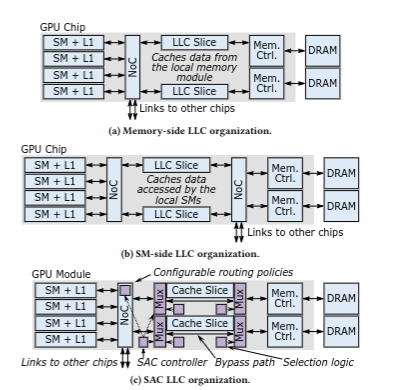 GPU Chip
SM + L1
SM + L1
SM + L1
SM + L1
NoC
LLC Slice
Caches data from
the local memory
module
LLC Slice
Mem.
Ctrl.
Mem.
Ctrl.
DRAM
DRAM
Links to other chips
(a) Memory-side LLC organization.
GPU Chip
SM + L1
SM + L1
SM + L1
SM + L1
NoC
LLC Slice
Caches data
accessed by the
local SMs
LLC Slice
NoC
Mem.
Ctrl.
Mem.
Ctrl.
DRAM
DRAM
Links to other chips
(b) SM-side LLC organization.
GPU Module
Configurable routing policies
SM + L1
SM + L1
SM + L1
SM + L1
NoC
Mux
Cache Slice
Mux
Mux
Cache Slice
Mux
Mem.
Ctrl.
Mem.
Ctrl.
DRAM
DRAM
Links to other chips
SAC controller
Bypass path
Selection logic
(c) SAC LLC organization.